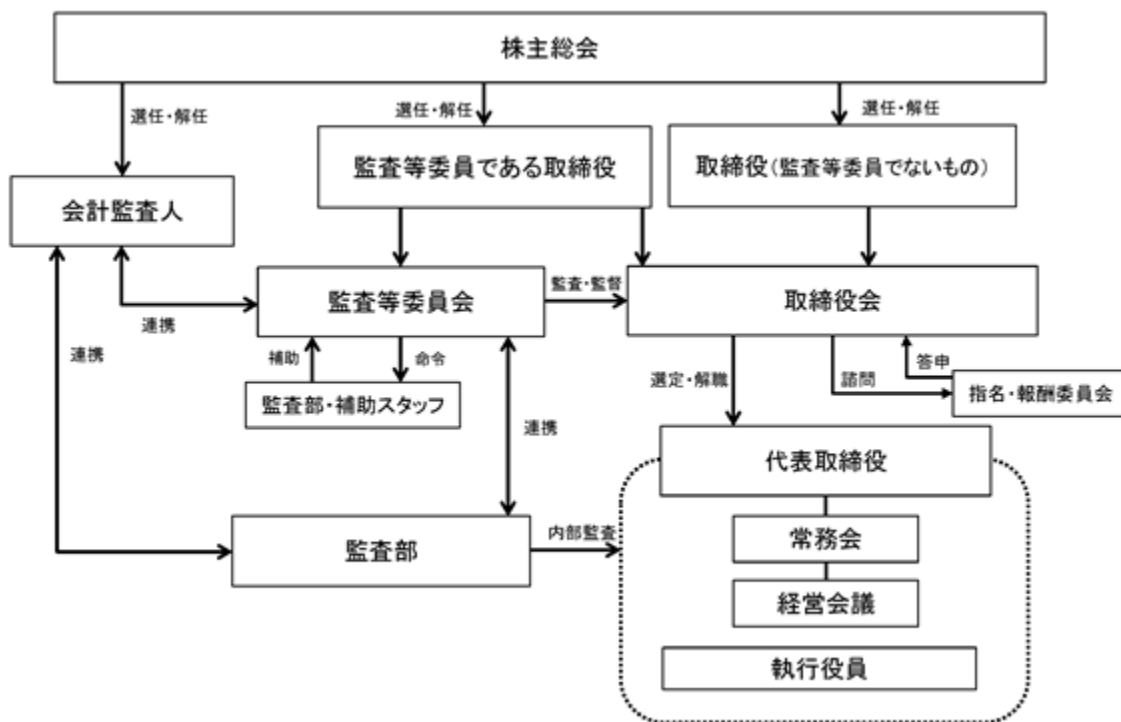 株主総会
選任・解任
選任・解任
選任・解任
監査等委員である取締役
取締役(監査等委員でないもの)
会計監査人
監査等委員会
監査・監督
取締役会
連携
連携
補助
命令
選定・解職
諮問
答申
監査部・補助スタッフ
指名・報酬委員会
連携
代表取締役
監査部
内部監査
常務会
経営会議
執行役員